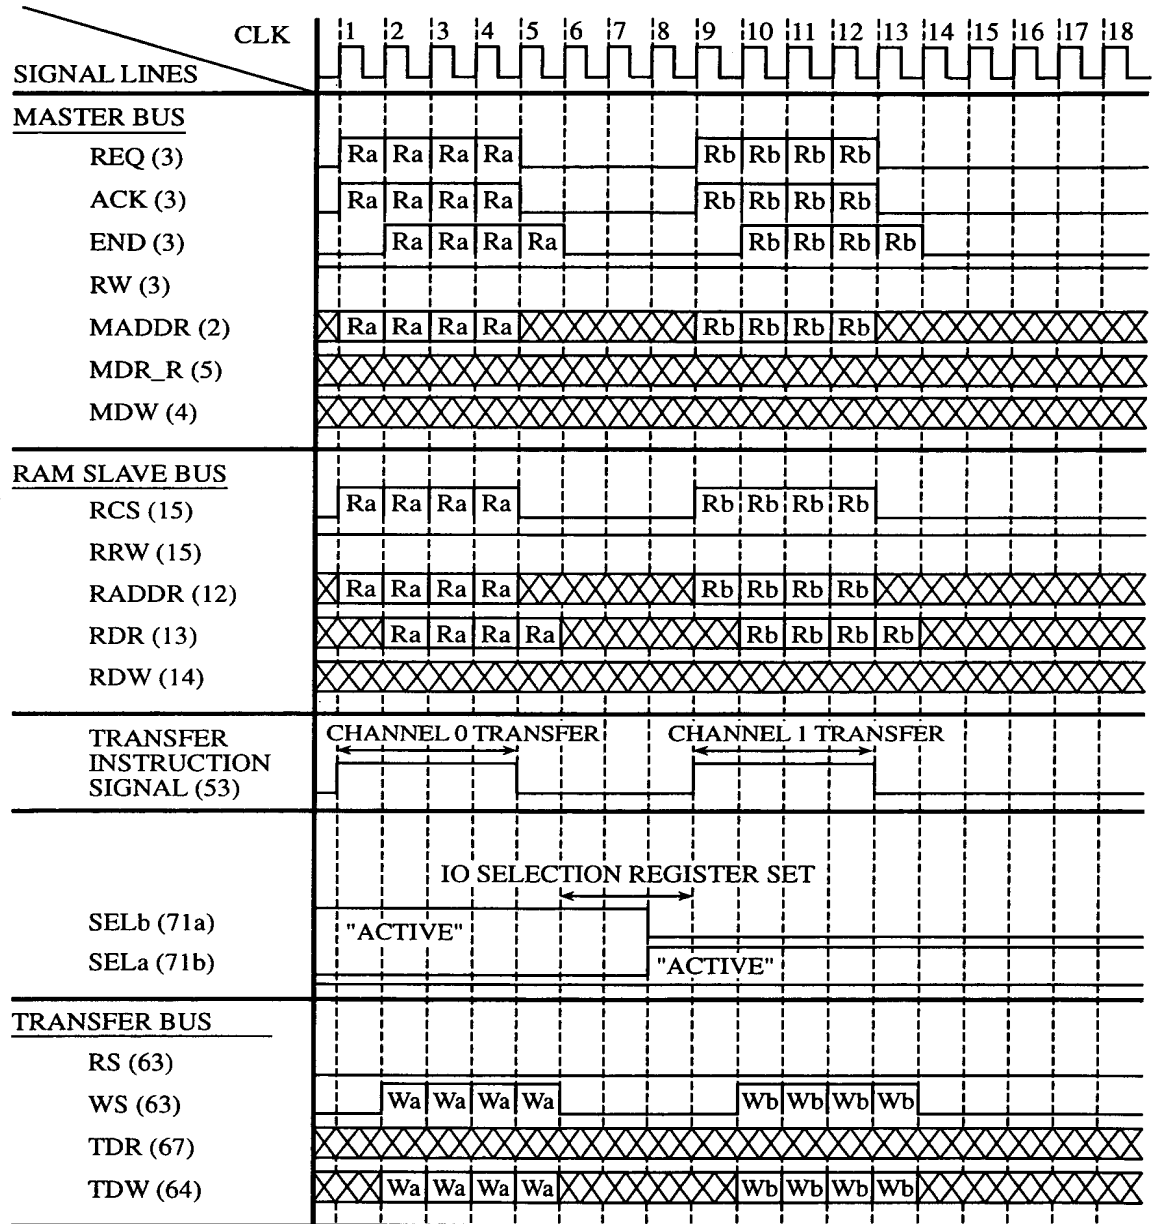 CLK 1 2 3 4 5 6 7 8 9 10 11 12 13 14 15 16 17 18
SIGNAL LINES
MASTER BUS
REQ (3) Ra Ra Ra Ra Rb Rb Rb Rb
ACK (3) Ra Ra Ra Ra Rb Rb Rb Rb
END (3) Ra Ra Ra Ra Rb Rb Rb Rb
RW (3)
MADDR (2) Ra Ra Ra Ra Rb Rb Rb Rb
MDR_R (5)
MDW (4)
RAM SLAVE BUS
RCS (15) Ra Ra Ra Ra Rb Rb Rb Rb
RRW (15)
RADDR (12) Ra Ra Ra Ra Rb Rb Rb Rb
RDR (13) Ra Ra Ra Ra Rb Rb Rb Rb
RDW (14)
TRANSFER
INSTRUCTION
SIGNAL (53)
CHANNEL 0 TRANSFER CHANNEL 1 TRANSFER
IO SELECTION REGISTER SET
SELb (71a) "ACTIVE"
SELa (71b) "ACTIVE"
TRANSFER BUS
RS (63)
WS (63) Wa Wa Wa Wa Wb Wb Wb Wb
TDR (67)
TDW (64) Wa Wa Wa Wa Wb Wb Wb Wb